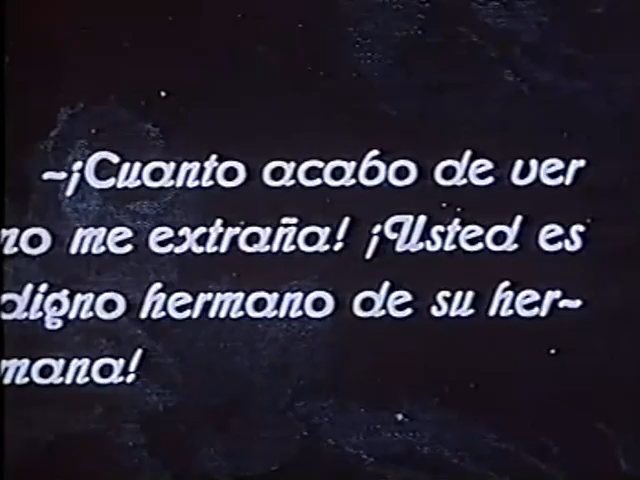 ~¡Cuanto acabo de ver
no me extraña! ¡Usted es
digno hermano de su her~
mana!